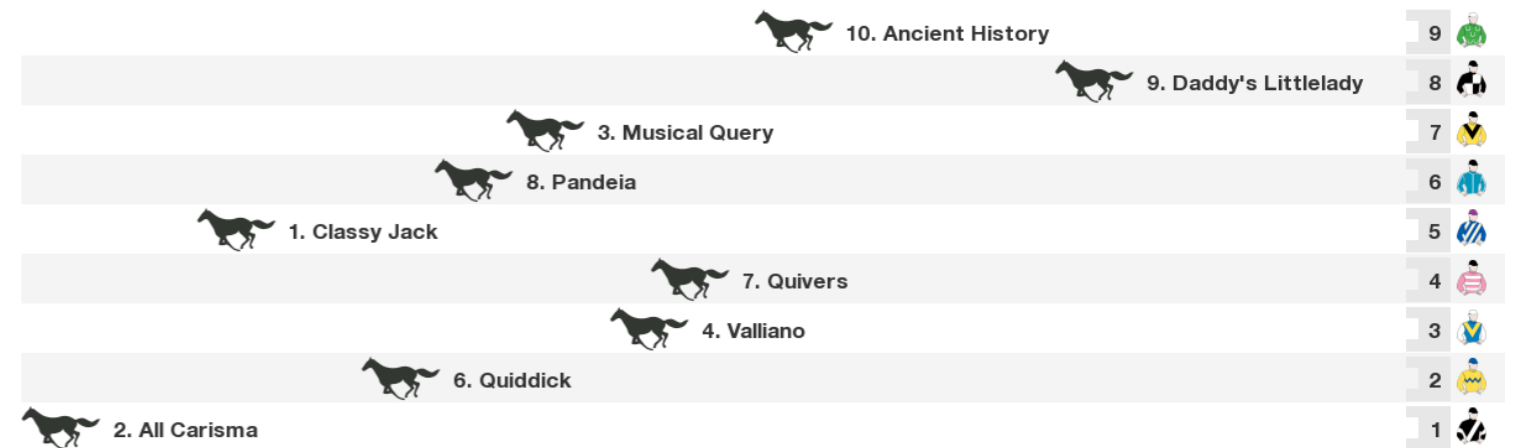 10. Ancient History 9
9. Daddy's Littlelady 8
3. Musical Query 7
8. Pandeia 6
1. Classy Jack 5
7. Quivers 4
4. Valliano 3
6. Quiddick 2
2. All Carisma 1